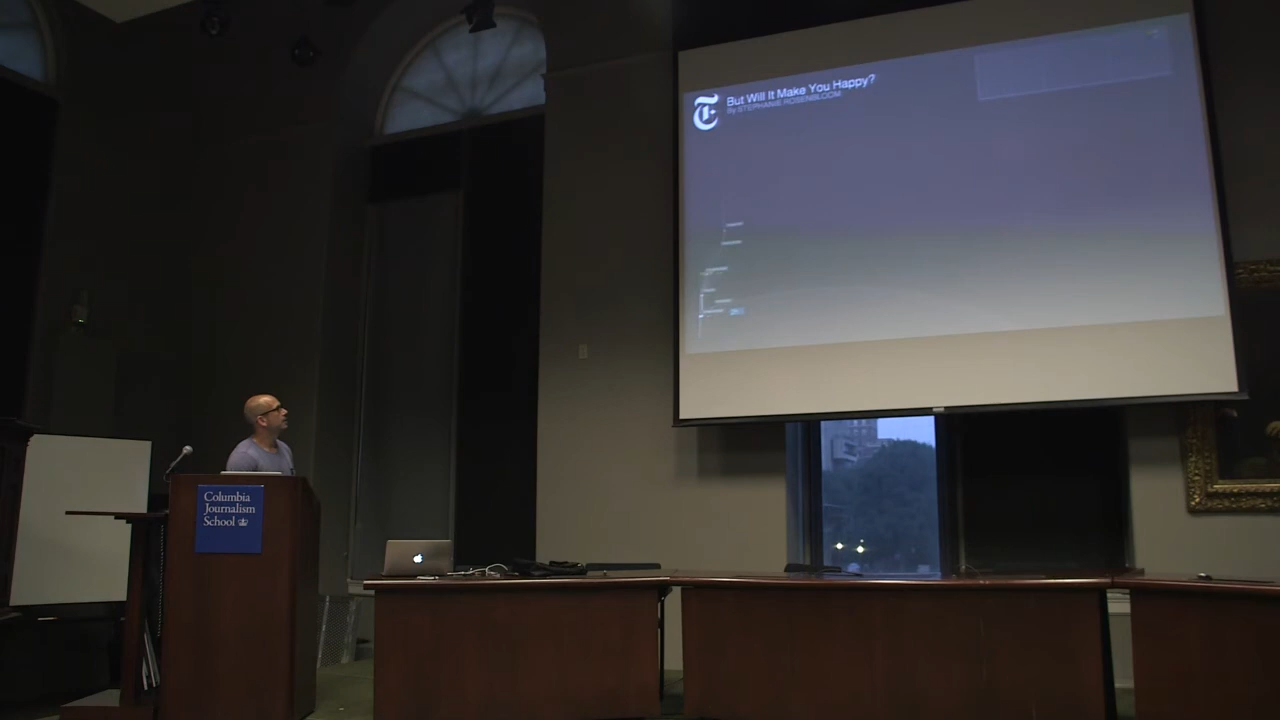 But Will It Make You Happy?
By STEPHANIE ROSENBLOOM
Columbia
Journalism
School